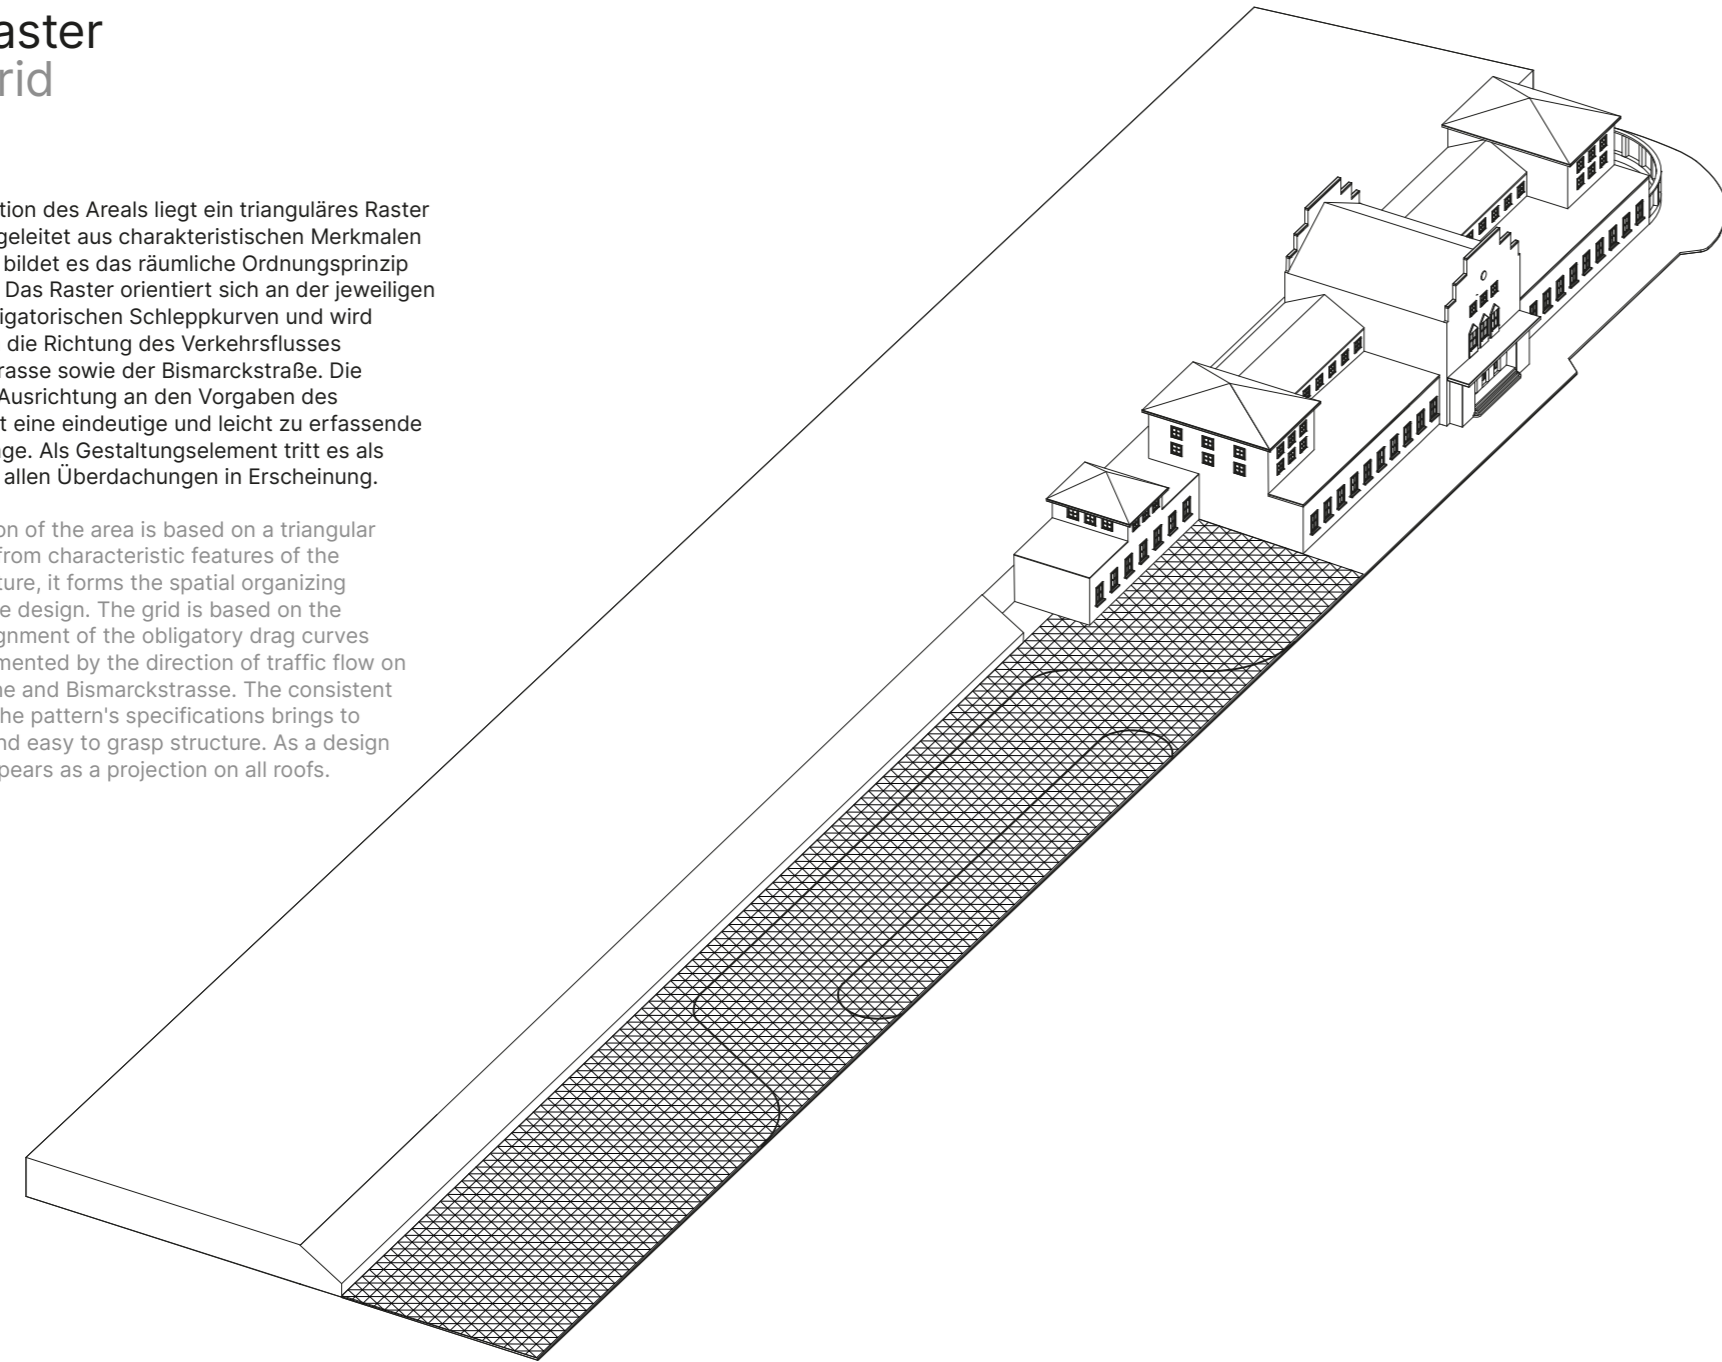 aster
rid
tion des Areals liegt ein trianguläres Raster
geleitet aus charakteristischen Merkmalen
bildet es das räumliche Ordnungsprinzip
Das Raster orientiert sich an der jeweiligen
igatorischen Schleppkurven und wird
die Richtung des Verkehrsflusses
rasse sowie der Bismarckstraße. Die
Ausrichtung an den Vorgaben des
t eine eindeutige und leicht zu erfassende
ge. Als Gestaltungselement tritt es als
allen Überdachungen in Erscheinung.
on of the area is based on a triangular
from characteristic features of the
ture, it forms the spatial organizing
e design. The grid is based on the
gnment of the obligatory drag curves
mented by the direction of traffic flow on
ne and Bismarckstrasse. The consistent
he pattern's specifications brings to
nd easy to grasp structure. As a design
pears as a projection on all roofs.